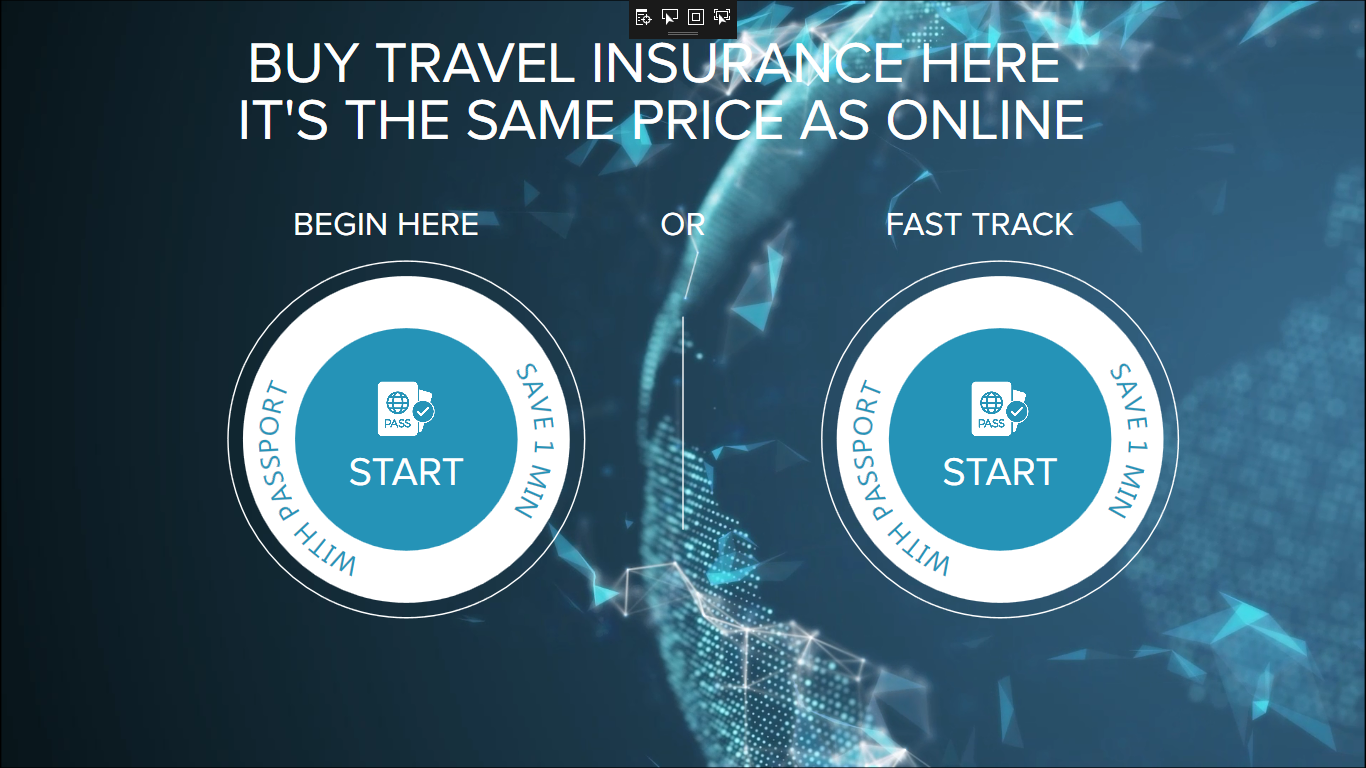 BUY TRAVEL INSURANCE HERE
IT'S THE SAME PRICE AS ONLINE
BEGIN HERE
OR
FAST TRACK
WITH PASSPORT
SAVE 1 MIN
PASS
START
WITH PASSPORT
SAVE 1 MIN
PASS
START